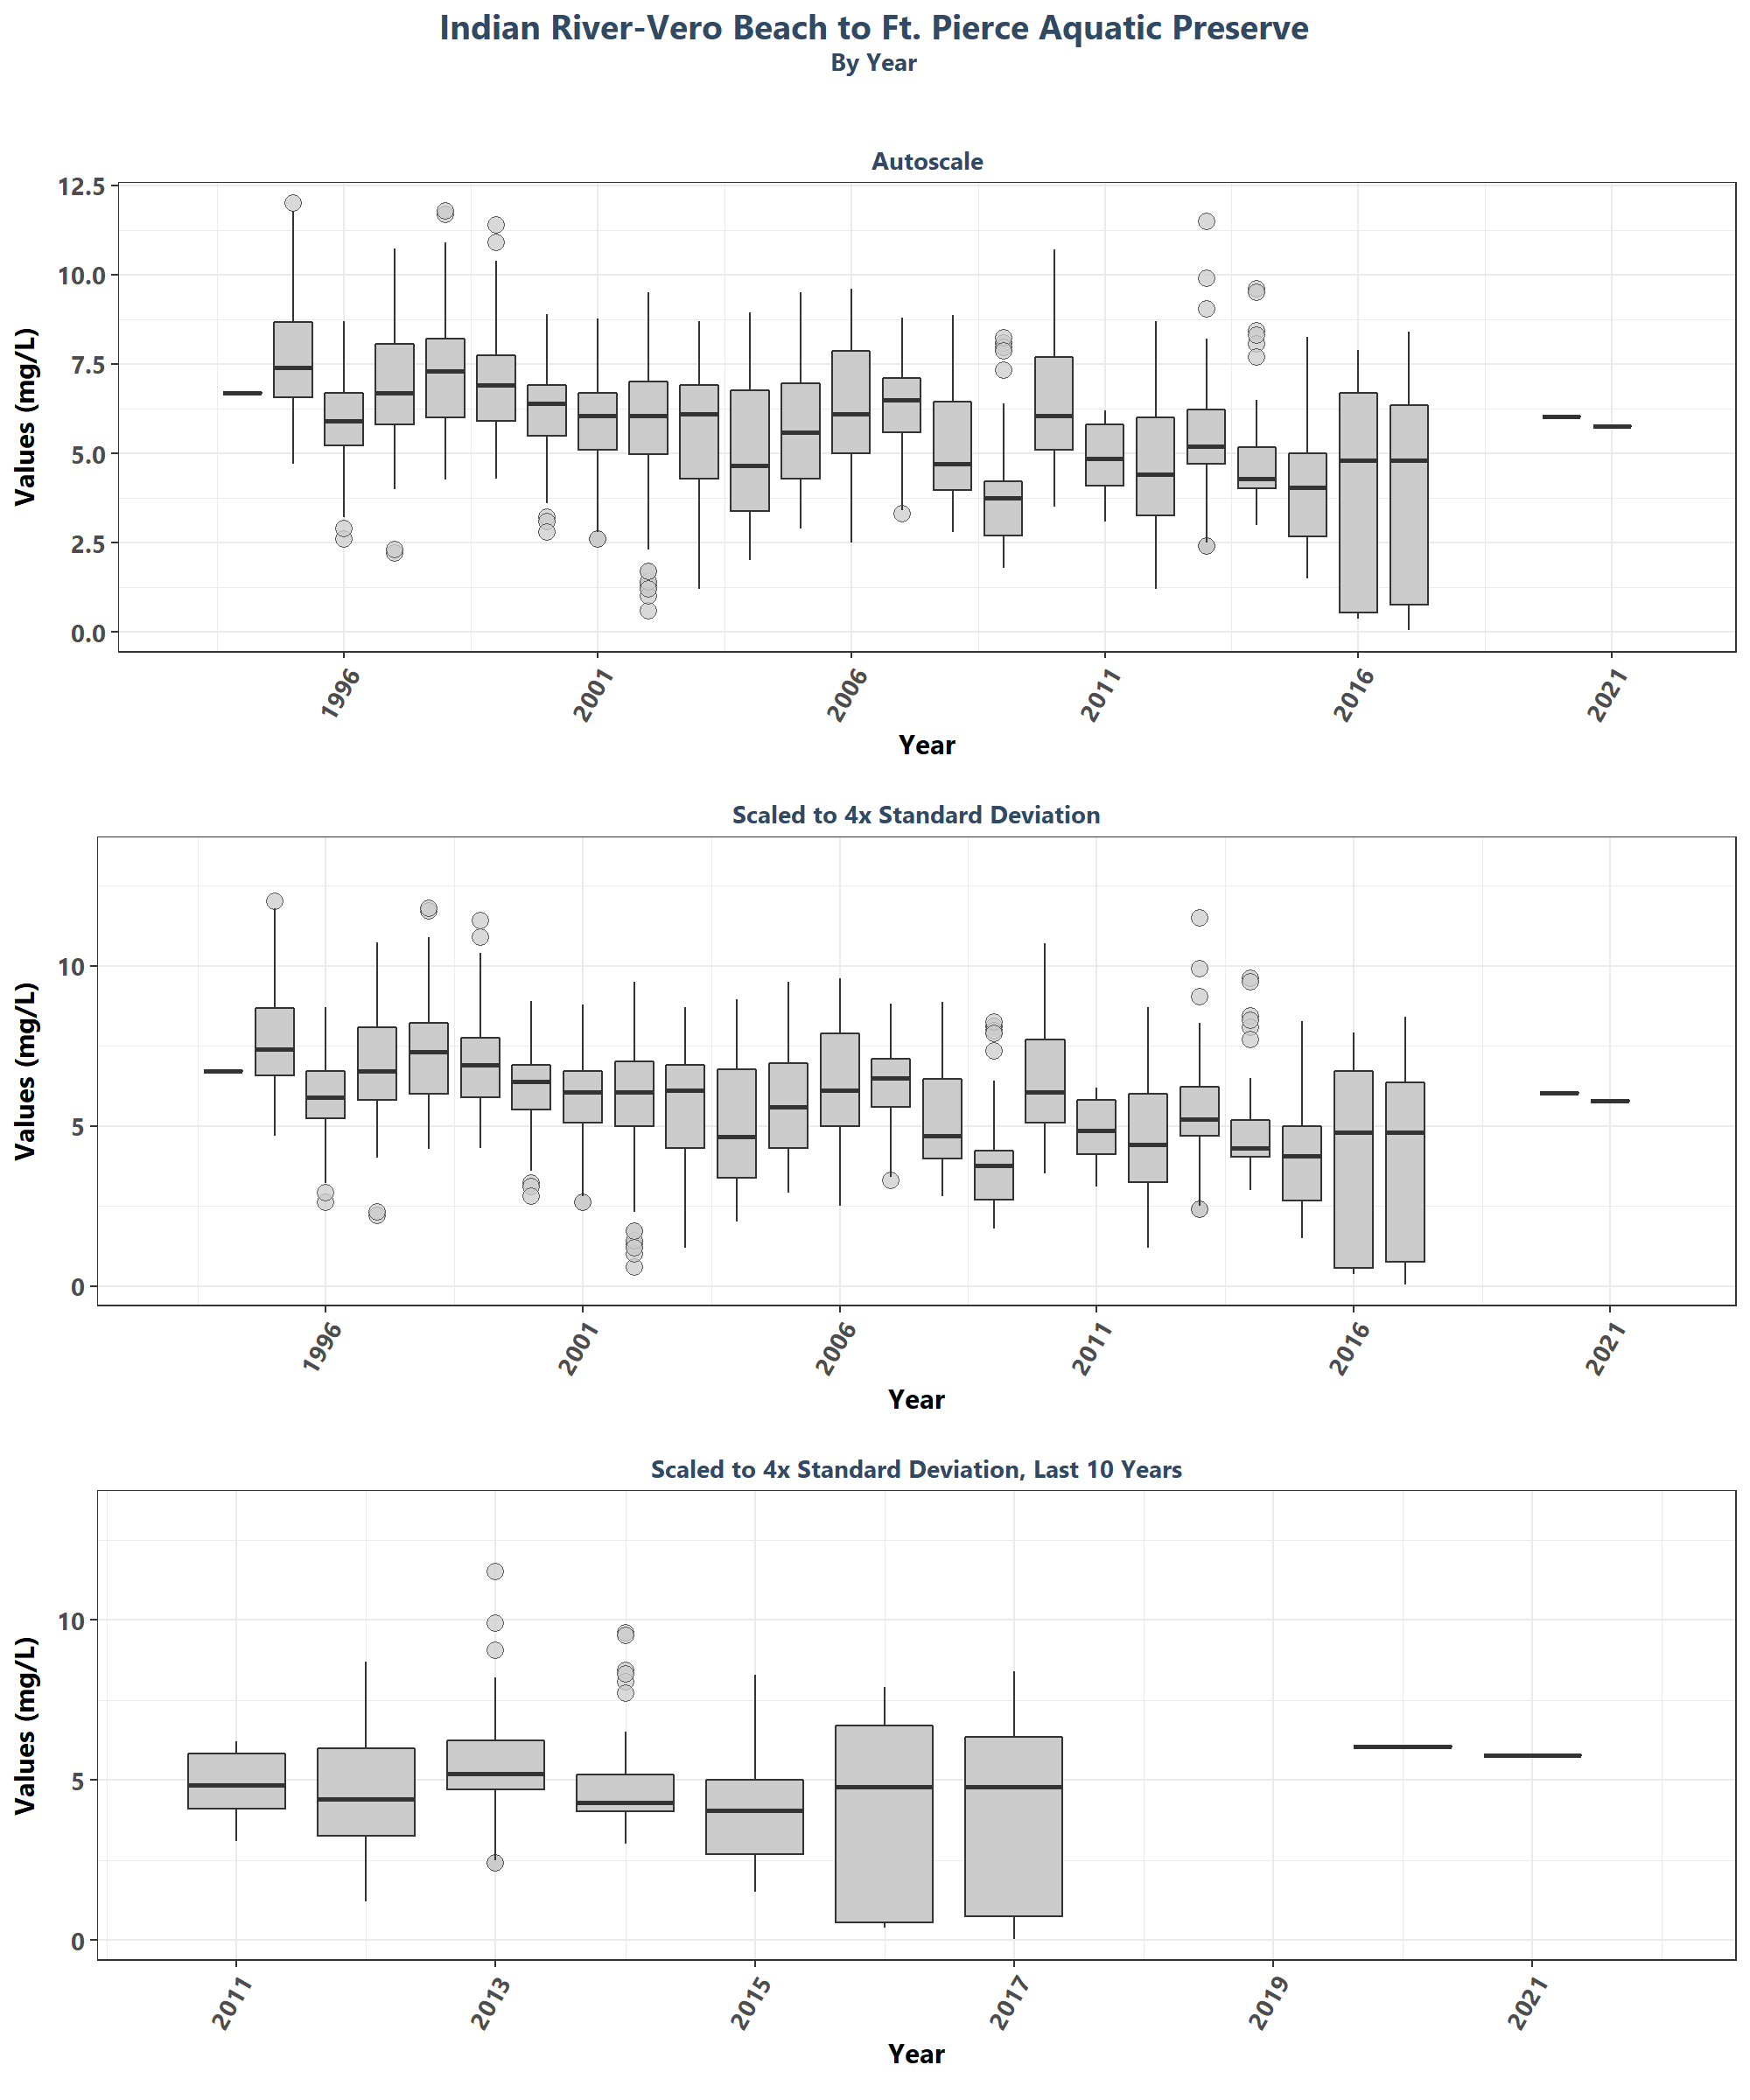 Indian River-Vero Beach to Ft. Pierce Aquatic Preserve
By Year
Autoscale
Values (mg/L)
12.5
10.0
7.5
5.0
2.5
0.0
1996
2001
2006
2011
2016
2021
Year
Scaled to 4x Standard Deviation
Values (mg/L)
10
5
0
1996
2001
2006
2011
2016
2021
Year
Scaled to 4x Standard Deviation, Last 10 Years
Values (mg/L)
10
5
0
2011
2013
2015
2017
2019
2021
Year